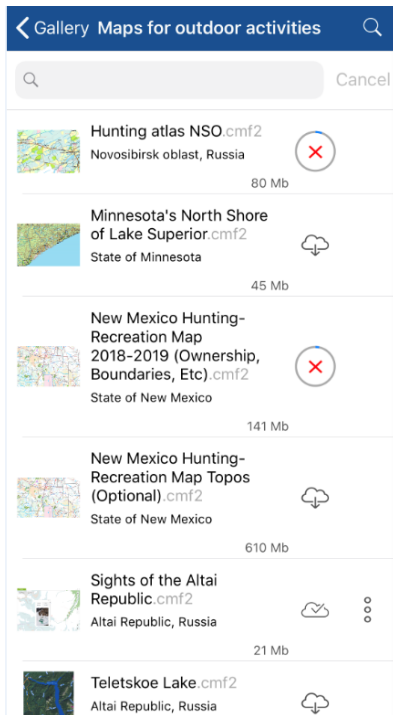 Gallery Maps for outdoor activities
Cancel
Hunting atlas NSO.cmf2
Novosibirsk oblast, Russia
80 Mb
Minnesota's North Shore
of Lake Superior.cmf2
State of Minnesota
45 Mb
New Mexico Hunting-
Recreation Map
2018-2019 (Ownership,
Boundaries, Etc).cmf2
State of New Mexico
141 Mb
New Mexico Hunting-
Recreation Map Topos
(Optional).cmf2
State of New Mexico
610 Mb
Sights of the Altai
Republic.cmf2
Altai Republic, Russia
21 Mb
Teletskoe Lake.cmf2
Altai Republic, Russia